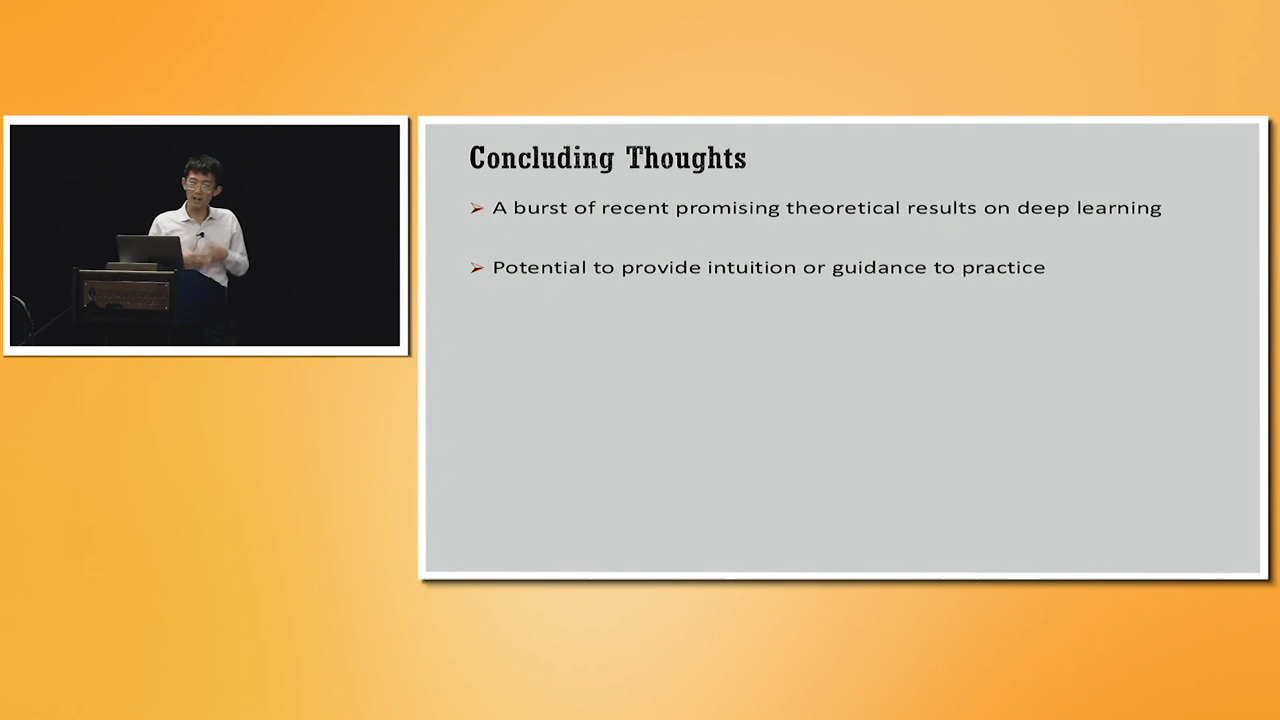 Concluding Thoughts
➢ A burst of recent promising theoretical results on deep learning
➢ Potential to provide intuition or guidance to practice